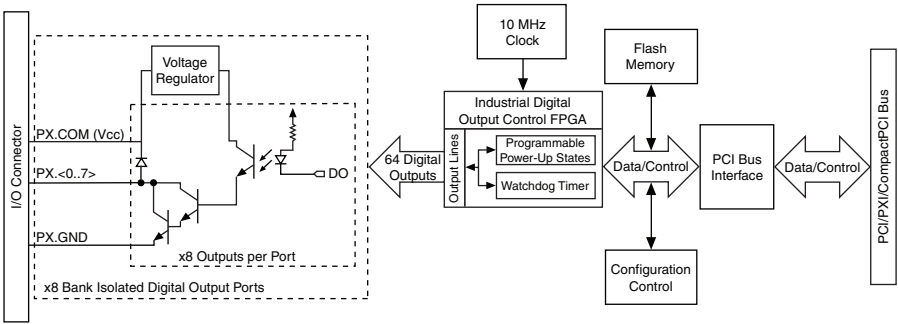 I/O Connector
PX.COM (Vcc)
PX.<0..7>
PX.GND
Voltage
Regulator
DO
x8 Outputs per Port
x8 Bank Isolated Digital Output Ports
64 Digital
Outputs
10 MHz
Clock
Industrial Digital
Output Control FPGA
Output Lines
Programmable
Power-Up States
Watchdog Timer
Flash
Memory
Data/Control
Configuration
Control
PCI Bus
Interface
Data/Control
PCI/PXI/CompactPCI Bus